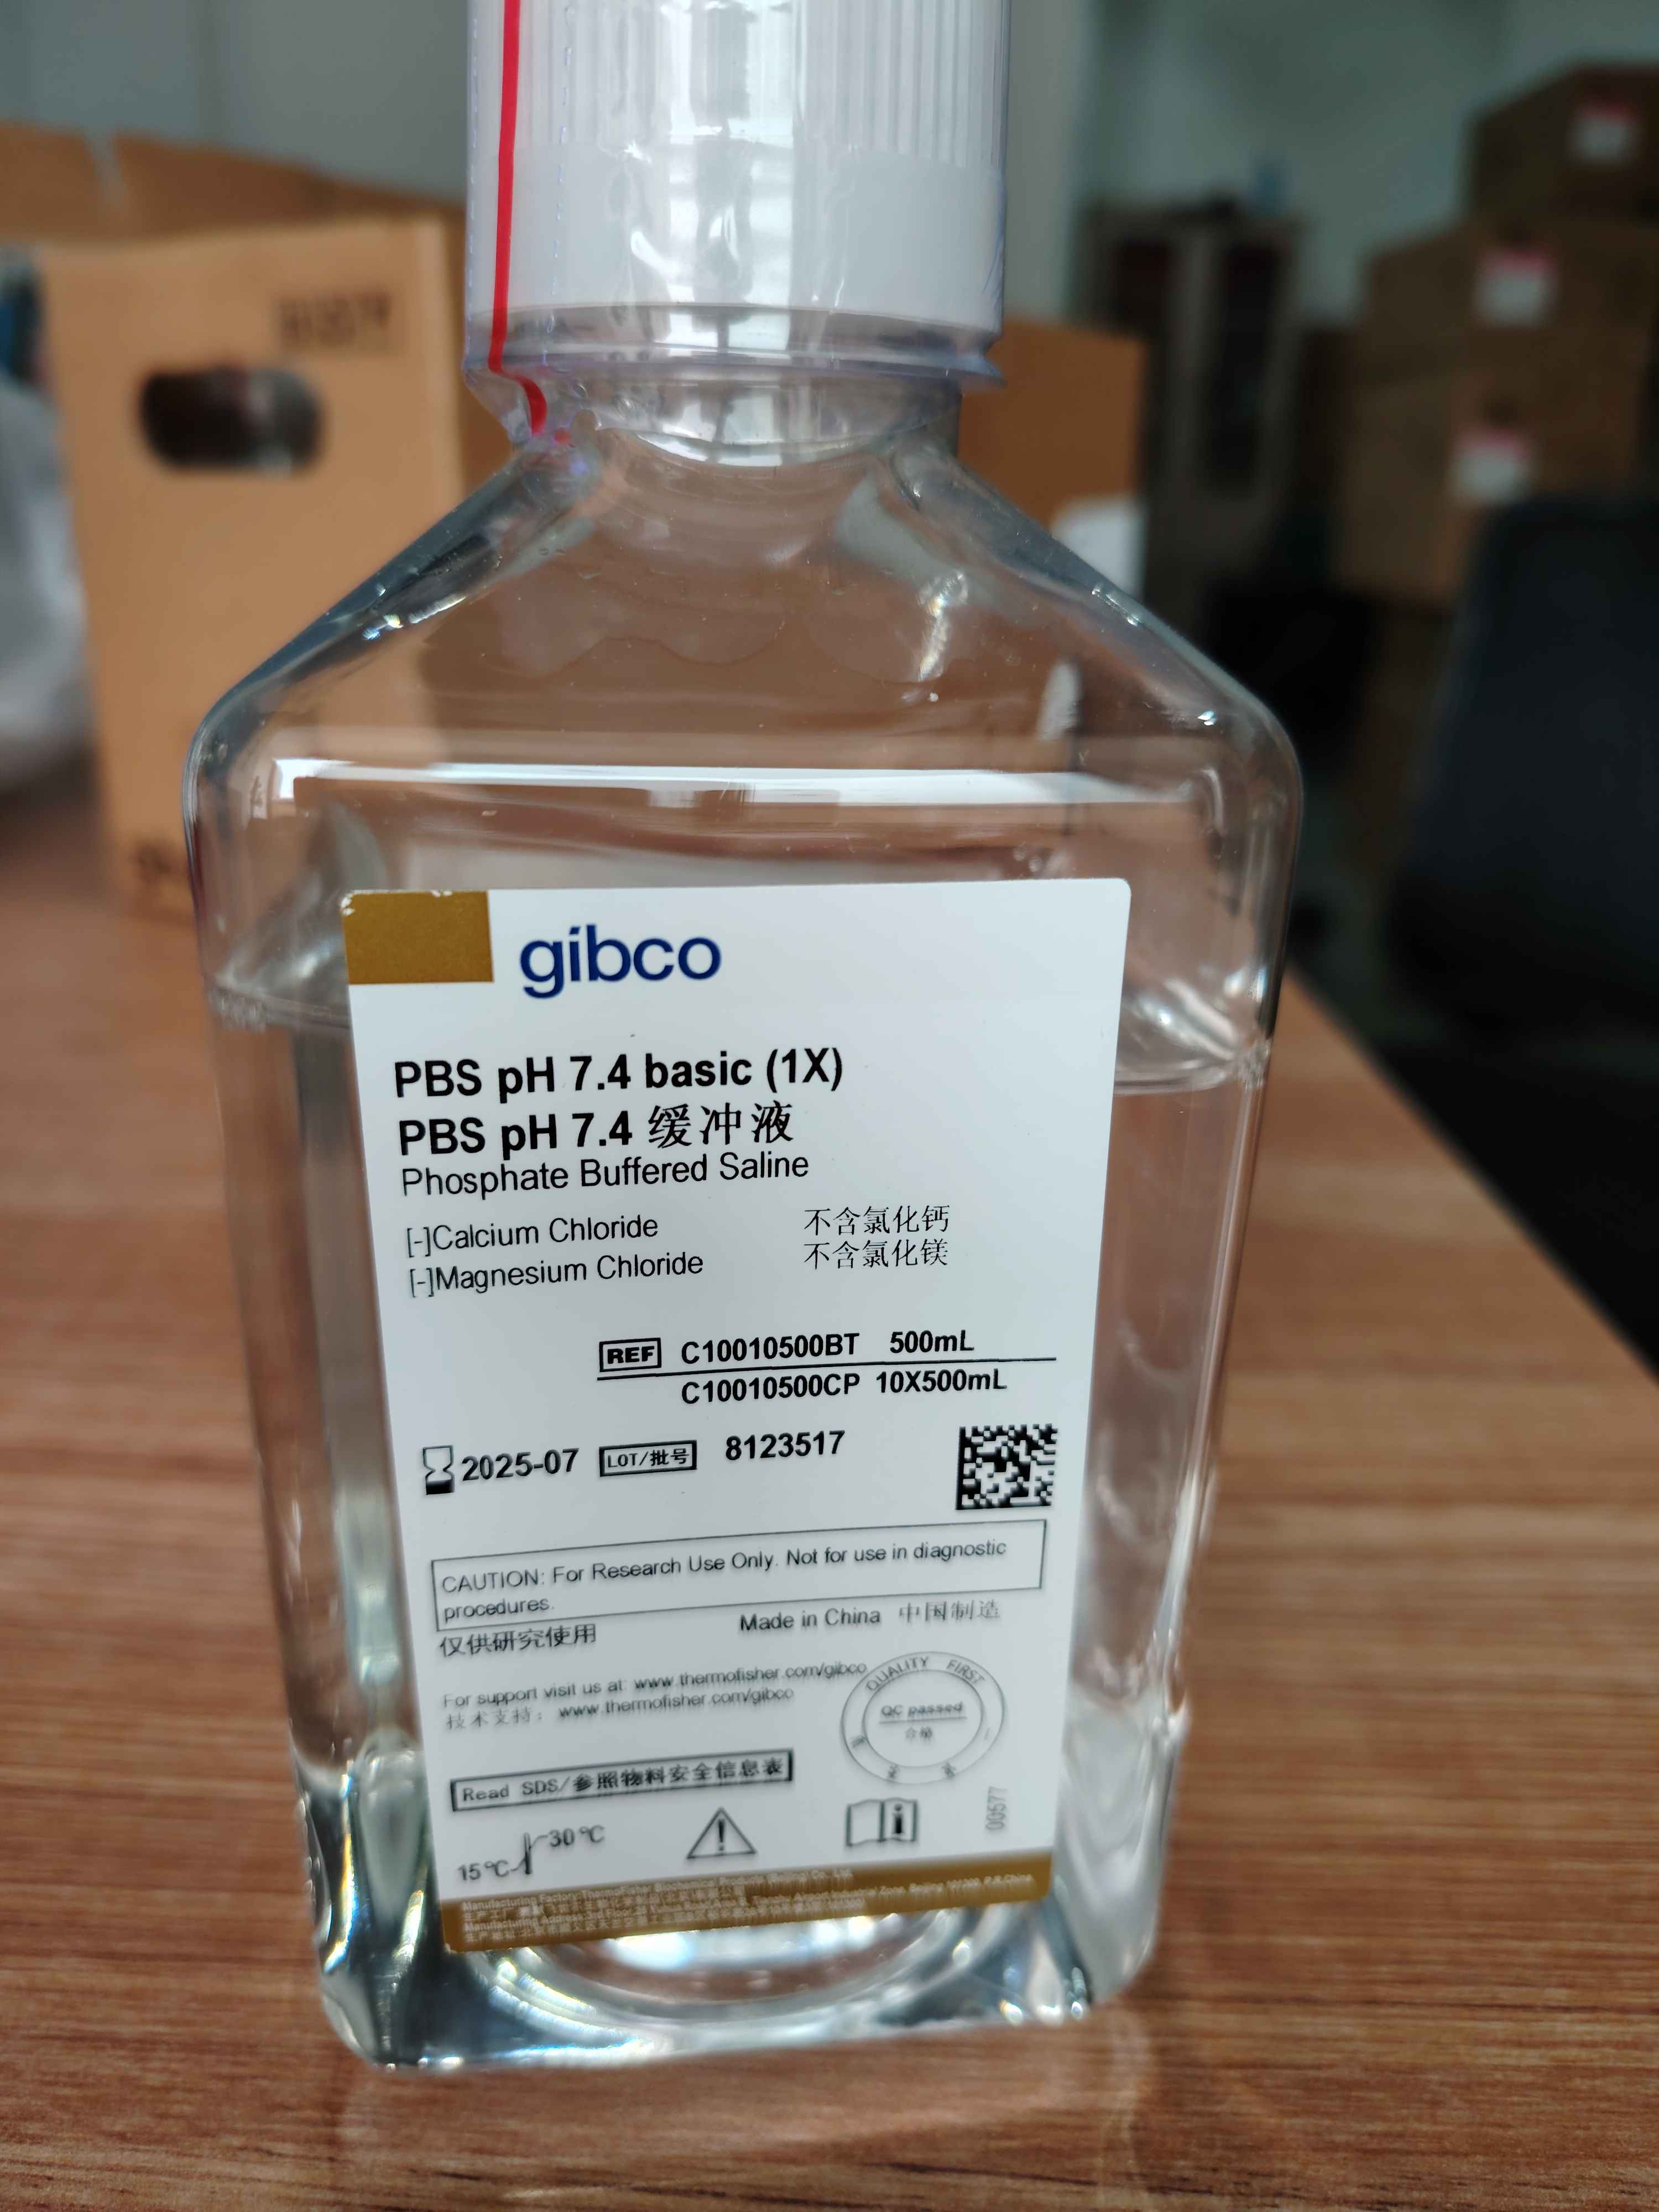 gibco
PBS pH 7.4 basic (1X)
PBS pH 7.4 缓冲液
Phosphate Buffered Saline
[-]Calcium Chloride 不含氯化钙
[-]Magnesium Chloride 不含氯化镁
REF C10010500BT 500mL
C10010500CP 10X500mL
2025-07 LOT/批号 8123517
CAUTION: For Research Use Only. Not for use in diagnostic
procedures.
仅供研究使用 Made in China 中国制造
For support visit us at: www.thermofisher.com/gibco
技术支持: www.thermofisher.com/gibco
QUALITY FIRST
QC passed
合格
Read SDS/参照物料安全信息表
00577
15℃ 30℃